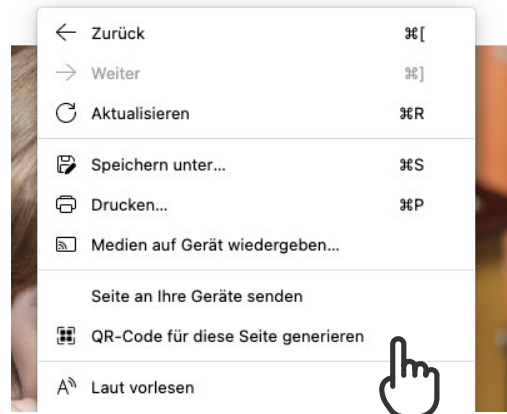 Zurück ⌘[
Weiter ⌘]
Aktualisieren ⌘R
Speichern unter... ⌘S
Drucken... ⌘P
Medien auf Gerät wiedergeben...
Seite an Ihre Geräte senden
QR-Code für diese Seite generieren
Laut vorlesen